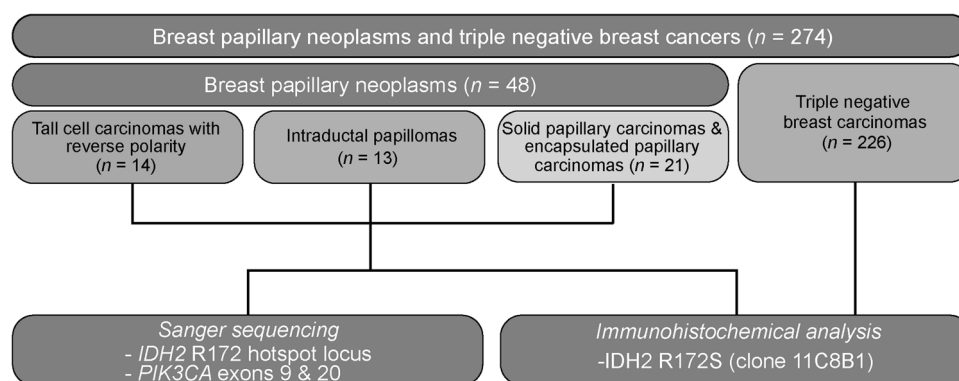 Breast papillary neoplasms and triple negative breast cancers (n = 274)
Breast papillary neoplasms (n = 48)
Triple negative
breast carcinomas
(n = 226)
Tall cell carcinomas with
reverse polarity
(n = 14)
Intraductal papillomas
(n = 13)
Solid papillary carcinomas &
encapsulated papillary
carcinomas (n = 21)
Sanger sequencing
- IDH2 R172 hotspot locus
- PIK3CA exons 9 & 20
Immunohistochemical analysis
-IDH2 R172S (clone 11C8B1)